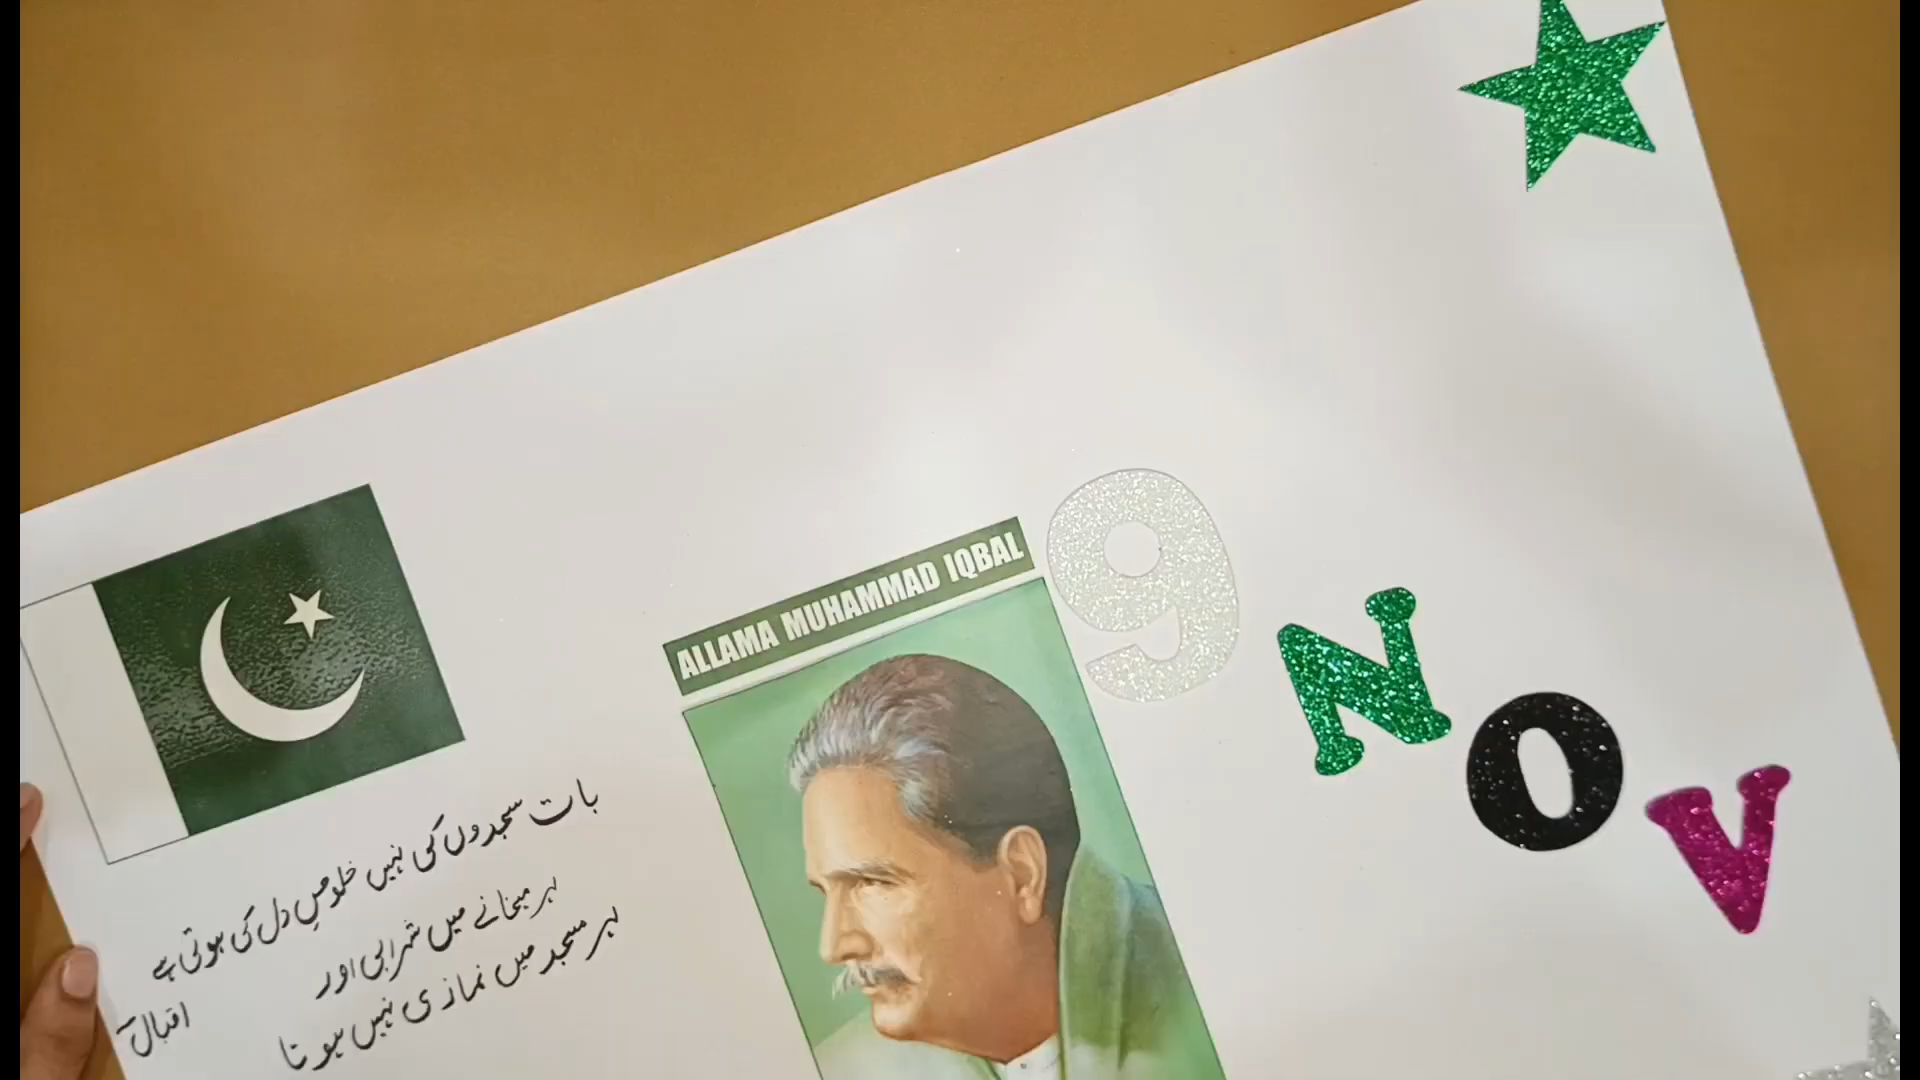 ALLAMA MUHAMMAD IQBAL
9
NOV
بات سجدوں کی نہیں خلوصِ دل کی ہوتی ہے
ہر میخانے میں شرابی اور
ہر مسجد میں نمازی نہیں ہوتا
اقبالؔ